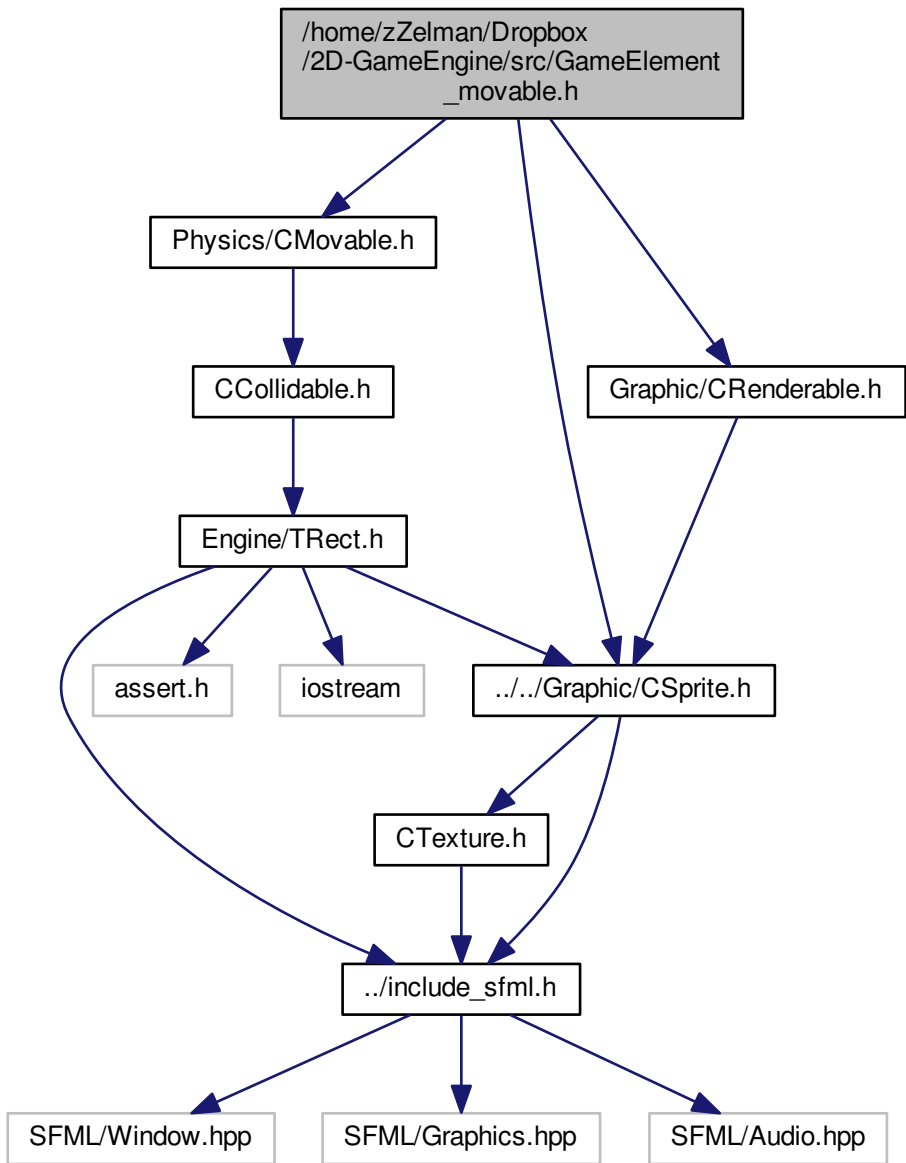 /home/zZelman/Dropbox
/2D-GameEngine/src/GameElement
_movable.h
Physics/CMovable.h
CCollidable.h
Graphic/CRenderable.h
Engine/TRect.h
assert.h
iostream
../../Graphic/CSprite.h
CTexture.h
../include_sfml.h
SFML/Window.hpp
SFML/Graphics.hpp
SFML/Audio.hpp